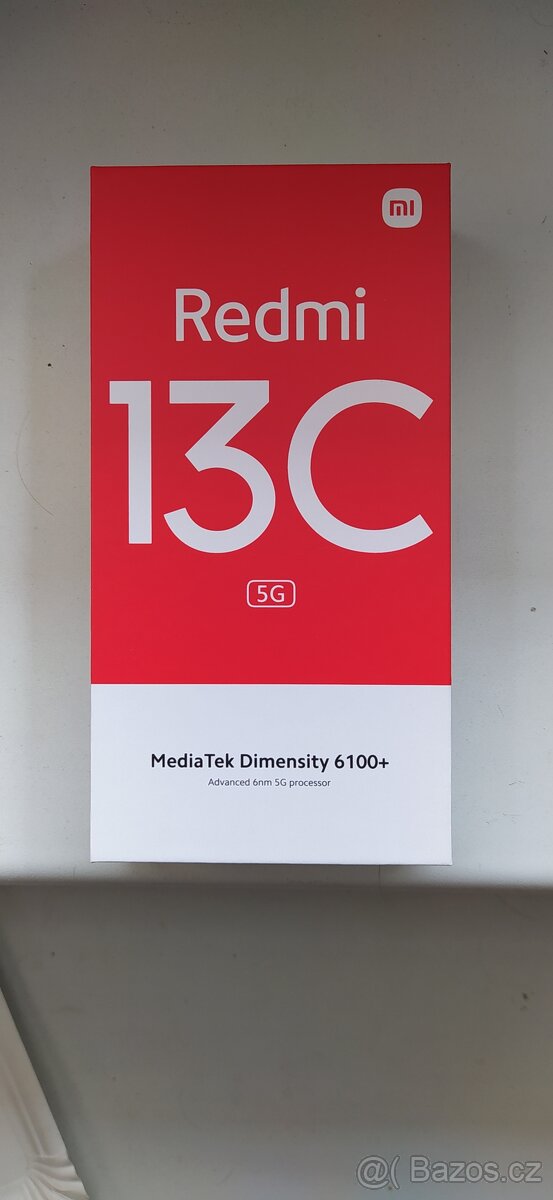 mi
Redmi
13C
5G
MediaTek Dimensity 6100+
Advanced 6nm 5G processor
@( Bazos.cz